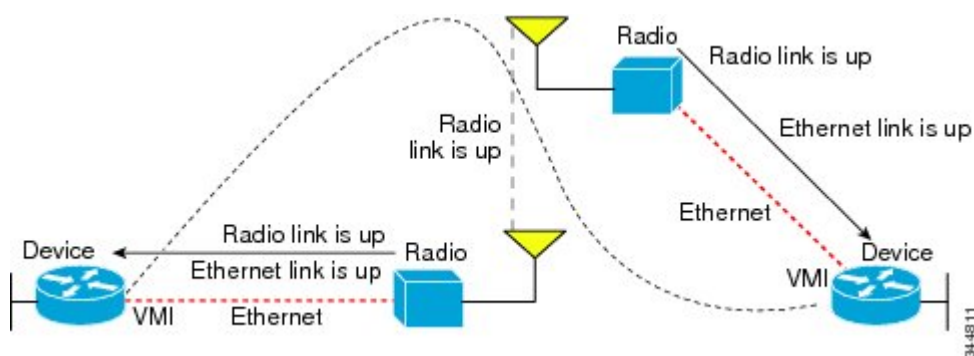 Radio
Radio link is up
Ethernet link is up
Radio
link is up
Ethernet
Radio link is up
Device
Radio
Ethernet link is up
Device
VMI
VMI
Ethernet
344811